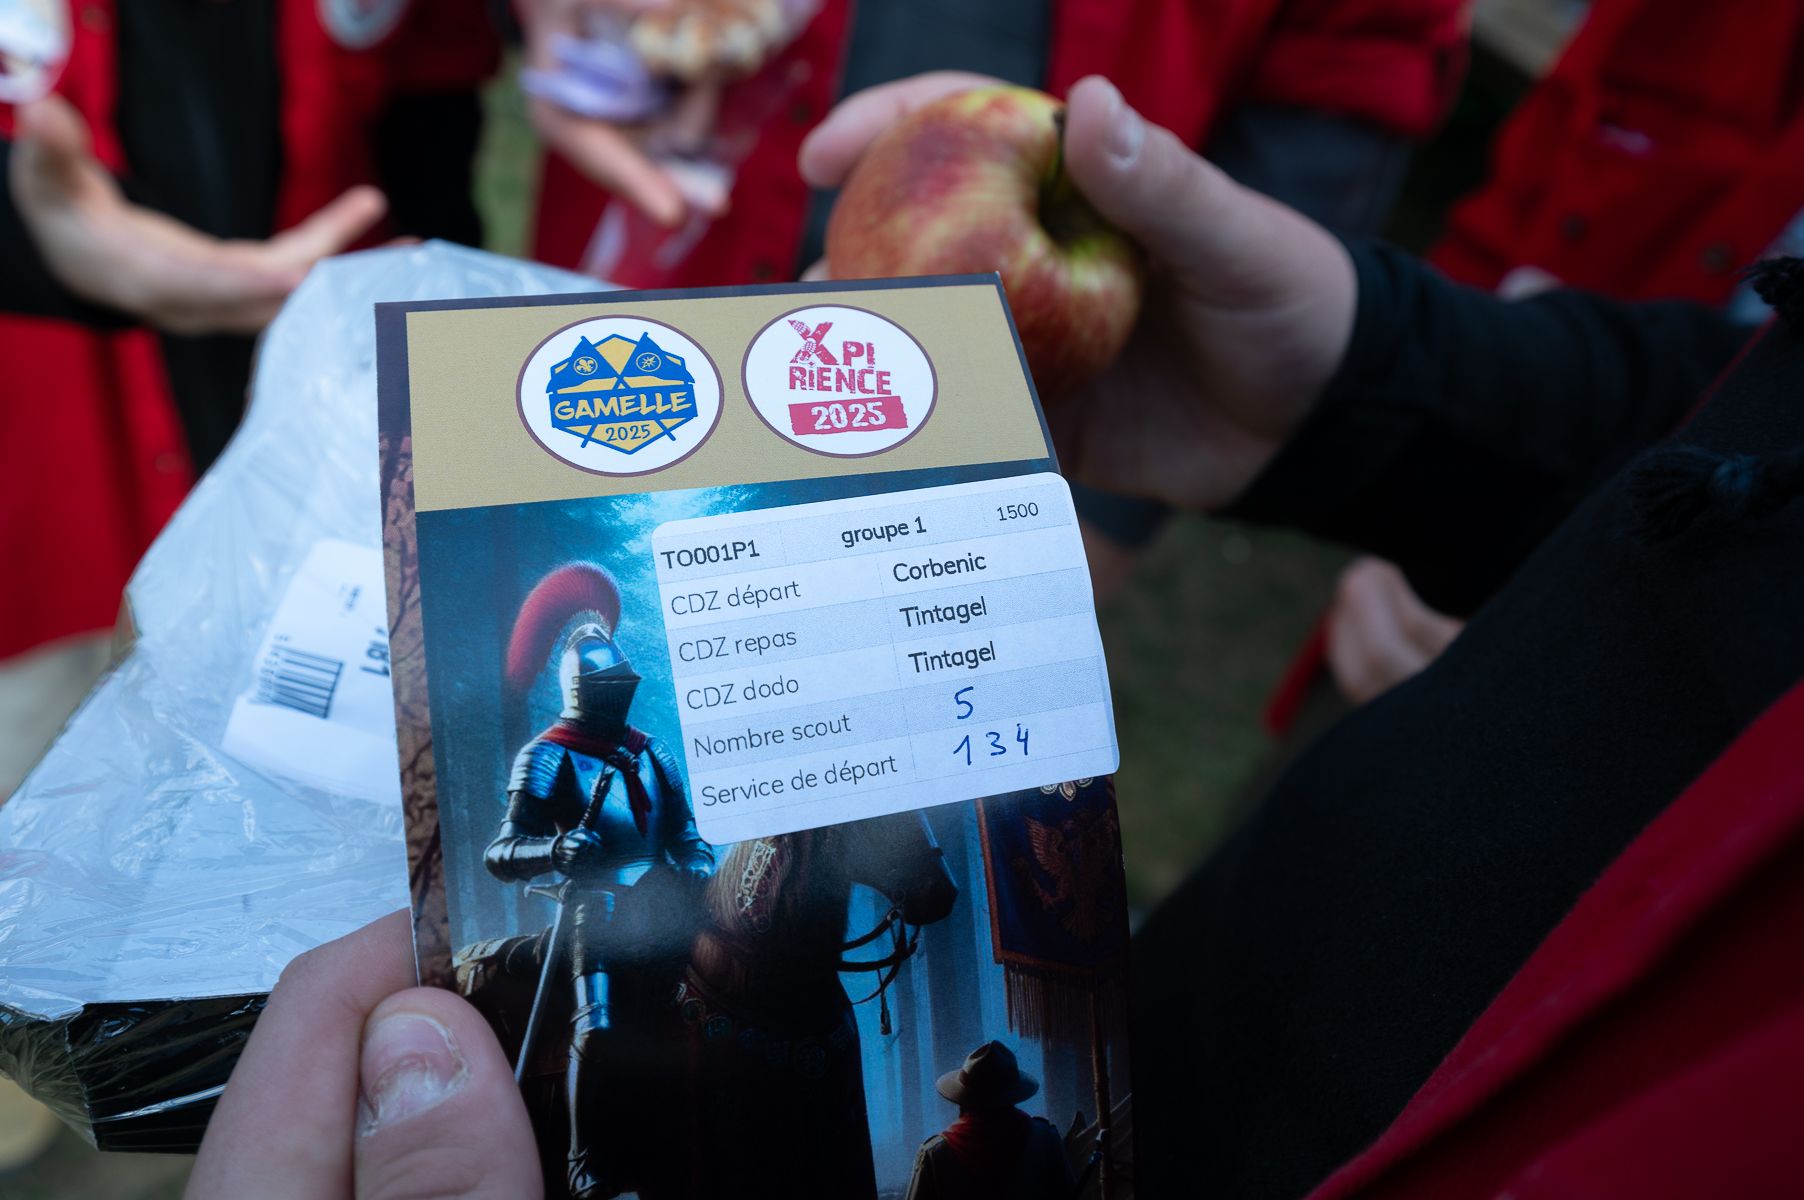 GAMELLE
2025
XPI
RIENCE
2025
TO001P1 groupe 1 1500
CDZ départ Corbenic
CDZ repas Tintagel
CDZ dodo Tintagel
Nombre scout 5
Service de départ 134